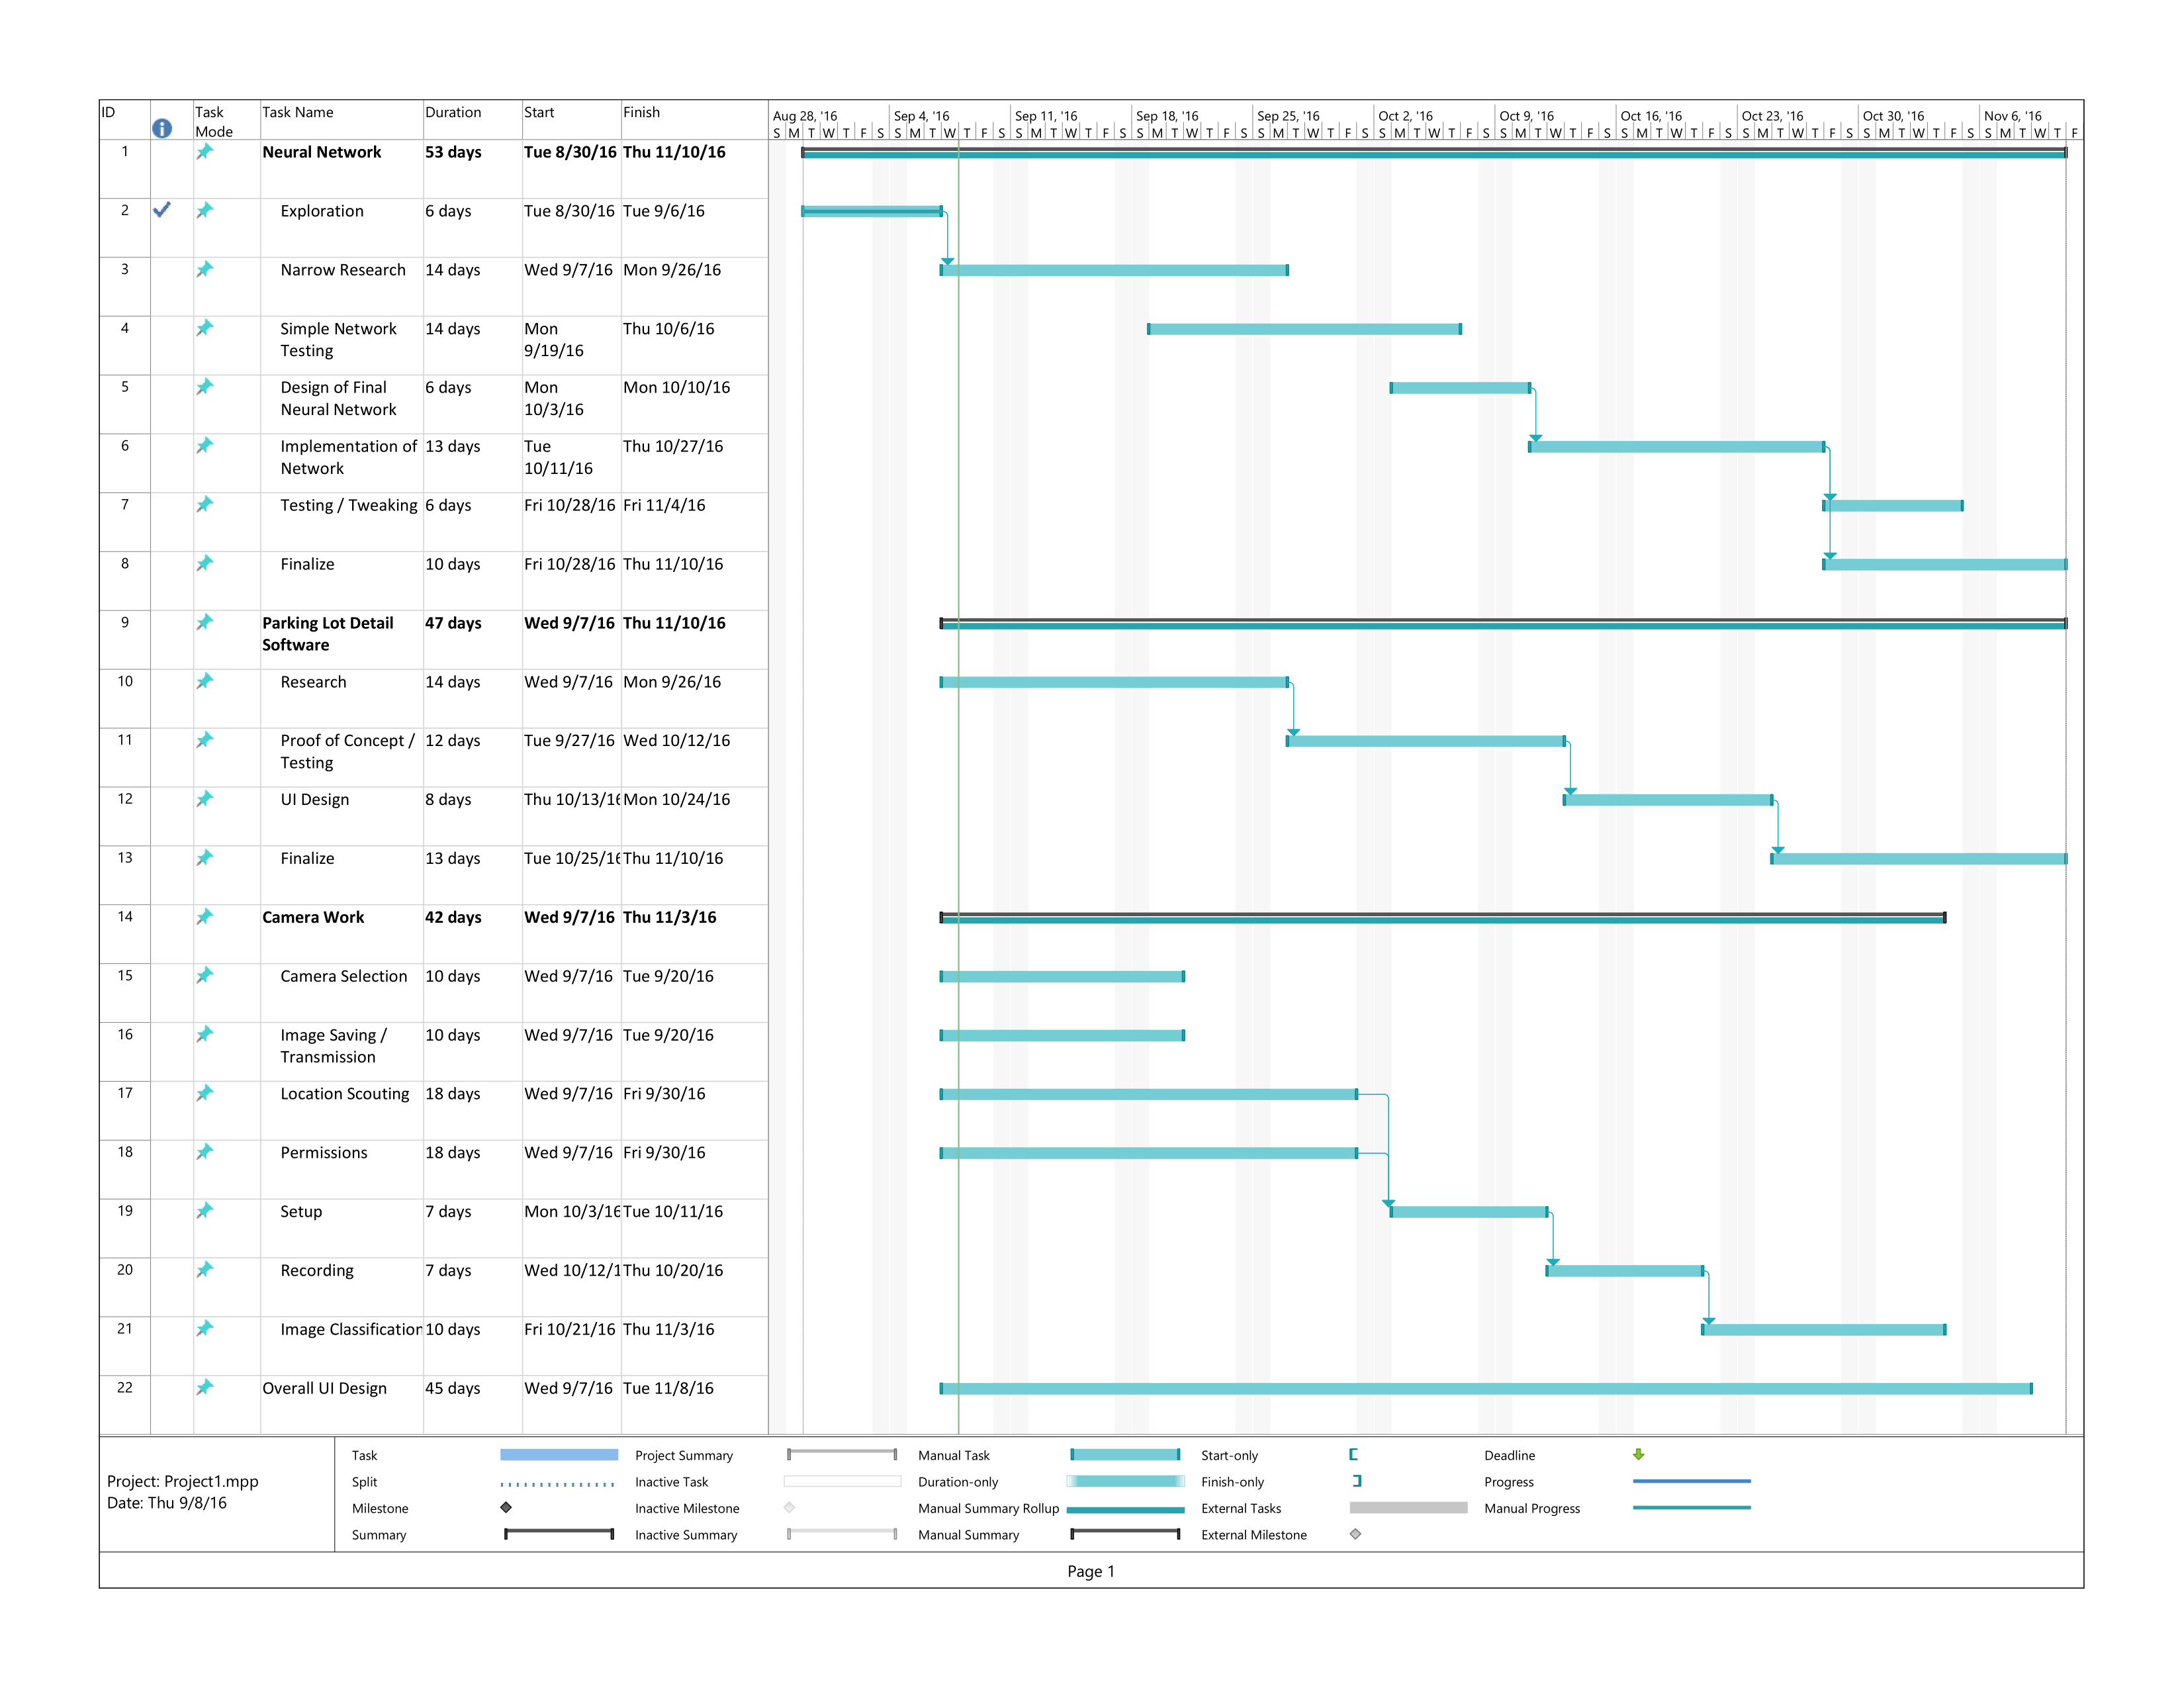 ID Task Mode Task Name Duration Start Finish Aug 28, '16 Sep 4, '16 Sep 11, '16 Sep 18, '16 Sep 25, '16 Oct 2, '16 Oct 9, '16 Oct 16, '16 Oct 23, '16 Oct 30, '16 Nov 6, '16
S M T W T F S S M T W T F S S M T W T F S S M T W T F S S M T W T F S S M T W T F S S M T W T F S S M T W T F S S M T W T F S S M T W T F S S M T W T F
1 Neural Network 53 days Tue 8/30/16 Thu 11/10/16
2 Exploration 6 days Tue 8/30/16 Tue 9/6/16
3 Narrow Research 14 days Wed 9/7/16 Mon 9/26/16
4 Simple Network 14 days Mon Thu 10/6/16
Testing 9/19/16
5 Design of Final 6 days Mon Mon 10/10/16
Neural Network 10/3/16
6 Implementation of 13 days Tue Thu 10/27/16
Network 10/11/16
7 Testing / Tweaking 6 days Fri 10/28/16 Fri 11/4/16
8 Finalize 10 days Fri 10/28/16 Thu 11/10/16
9 Parking Lot Detail 47 days Wed 9/7/16 Thu 11/10/16
Software
10 Research 14 days Wed 9/7/16 Mon 9/26/16
11 Proof of Concept / 12 days Tue 9/27/16 Wed 10/12/16
Testing
12 UI Design 8 days Thu 10/13/16 Mon 10/24/16
13 Finalize 13 days Tue 10/25/16 Thu 11/10/16
14 Camera Work 42 days Wed 9/7/16 Thu 11/3/16
15 Camera Selection 10 days Wed 9/7/16 Tue 9/20/16
16 Image Saving / 10 days Wed 9/7/16 Tue 9/20/16
Transmission
17 Location Scouting 18 days Wed 9/7/16 Fri 9/30/16
18 Permissions 18 days Wed 9/7/16 Fri 9/30/16
19 Setup 7 days Mon 10/3/16 Tue 10/11/16
20 Recording 7 days Wed 10/12/1 Thu 10/20/16
21 Image Classification 10 days Fri 10/21/16 Thu 11/3/16
22 Overall UI Design 45 days Wed 9/7/16 Tue 11/8/16
Project: Project1.mpp
Date: Thu 9/8/16
Task Project Summary Manual Task Start-only Deadline
Split Inactive Task Duration-only Finish-only Progress
Milestone Inactive Milestone Manual Summary Rollup External Tasks Manual Progress
Summary Inactive Summary Manual Summary External Milestone
Page 1